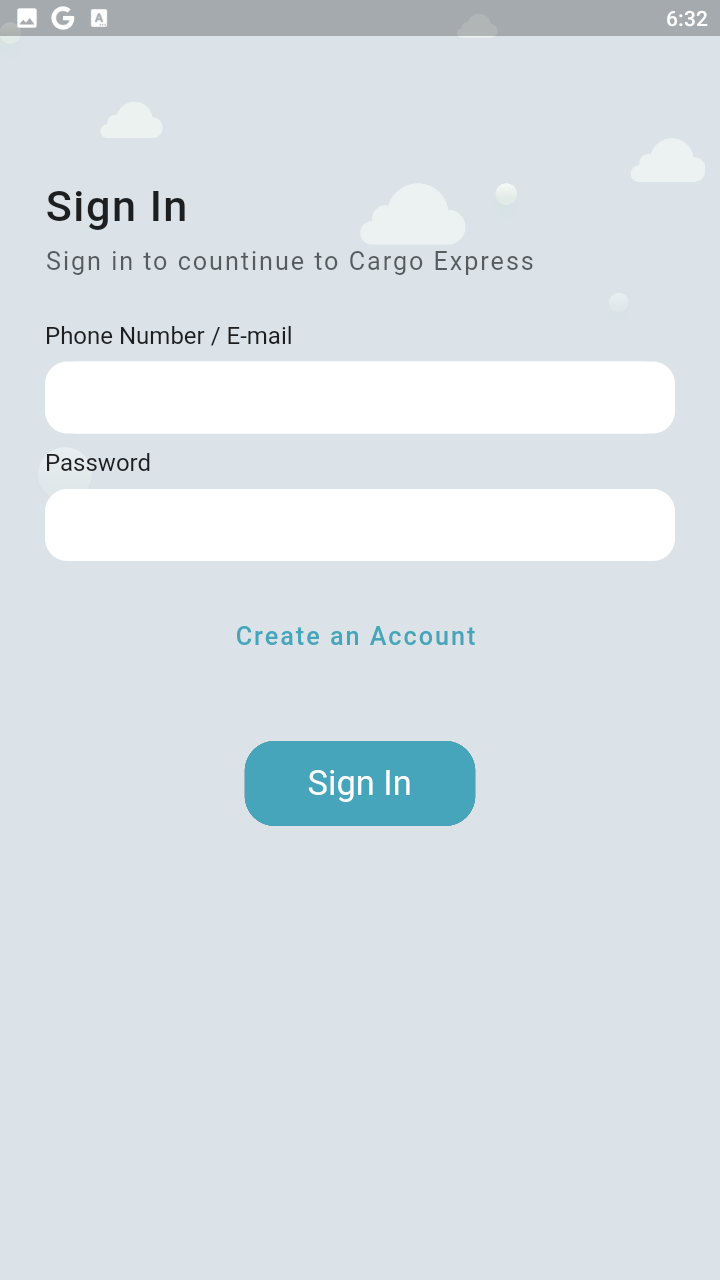 6:32
Sign In
Sign in to countinue to Cargo Express
Phone Number / E-mail
Password
Create an Account
Sign In